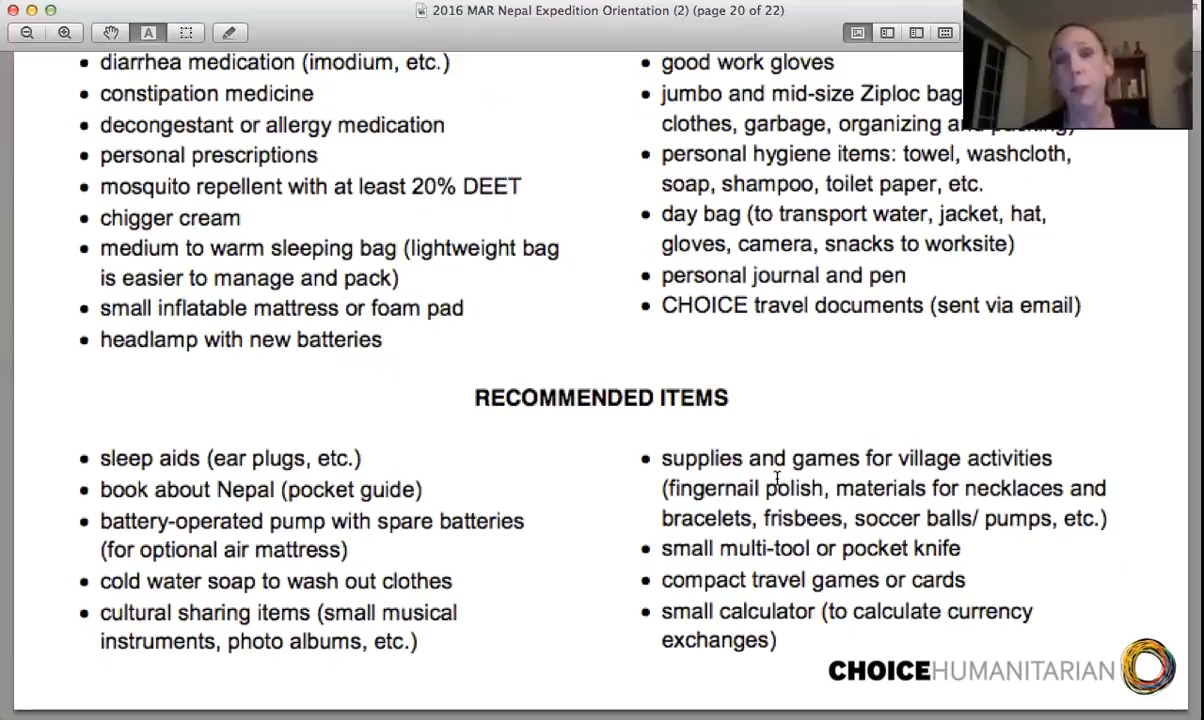 2016 MAR Nepal Expedition Orientation (2) (page 20 of 22)
• diarrhea medication (imodium, etc.)
• constipation medicine
• decongestant or allergy medication
• personal prescriptions
• mosquito repellent with at least 20% DEET
• chigger cream
• medium to warm sleeping bag (lightweight bag
is easier to manage and pack)
• small inflatable mattress or foam pad
• headlamp with new batteries
• good work gloves
• jumbo and mid-size Ziploc bag
clothes, garbage, organizing and packing)
• personal hygiene items: towel, washcloth,
soap, shampoo, toilet paper, etc.
• day bag (to transport water, jacket, hat,
gloves, camera, snacks to worksite)
• personal journal and pen
• CHOICE travel documents (sent via email)
RECOMMENDED ITEMS
• sleep aids (ear plugs, etc.)
• book about Nepal (pocket guide)
• battery-operated pump with spare batteries
(for optional air mattress)
• cold water soap to wash out clothes
• cultural sharing items (small musical
instruments, photo albums, etc.)
• supplies and games for village activities
(fingernail polish, materials for necklaces and
bracelets, frisbees, soccer balls/ pumps, etc.)
• small multi-tool or pocket knife
• compact travel games or cards
• small calculator (to calculate currency
exchanges)
CHOICEHUMANITARIAN